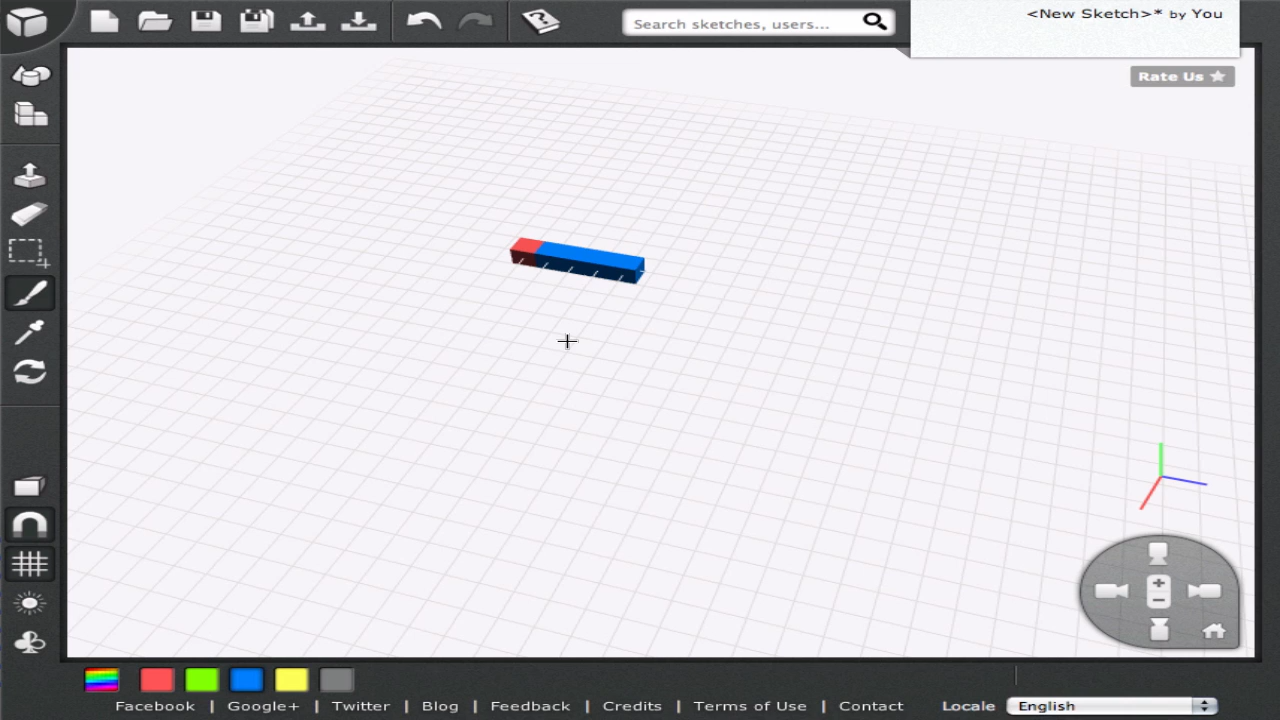 Search sketches, users...
<New Sketch>* by You
Rate Us
Facebook | Google+ | Twitter | Blog | Feedback | Credits | Terms of Use | Contact
Locale English